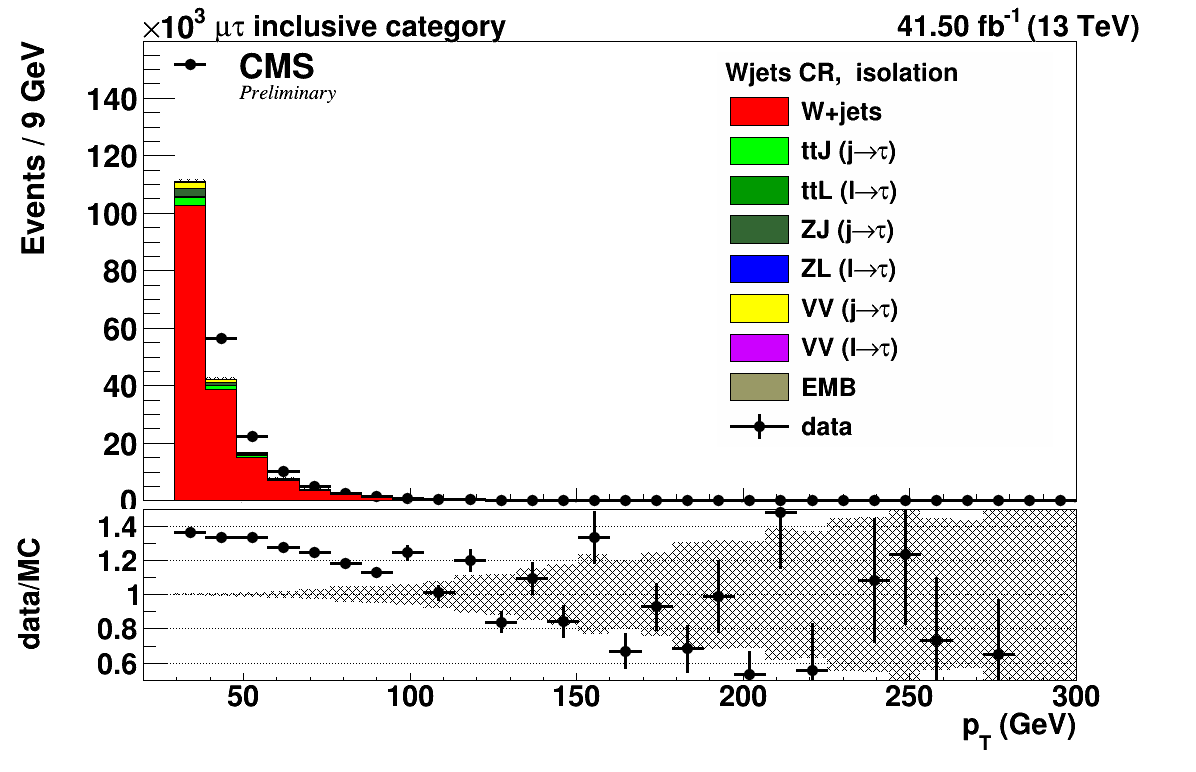 ×10³ μτ inclusive category
41.50 fb⁻¹ (13 TeV)
CMS
Preliminary
Wjets CR, isolation
W+jets
ttJ (j→τ)
ttL (l→τ)
ZJ (j→τ)
ZL (l→τ)
VV (j→τ)
VV (l→τ)
EMB
data
Events / 9 GeV
140
120
100
80
60
40
20
0
data/MC
1.4
1.2
1
0.8
0.6
50 100 150 200 250 300
p_T (GeV)